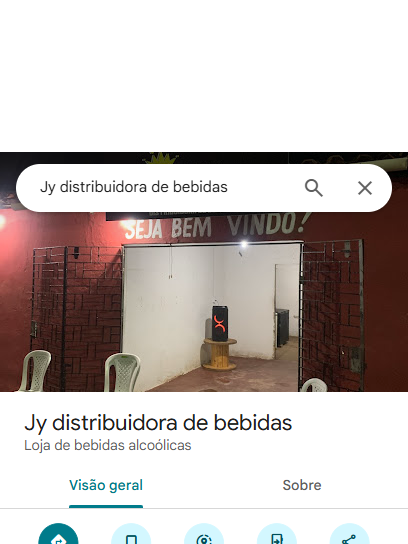 Jy distribuidora de bebidas
SEJA BEM VINDO!
Jy distribuidora de bebidas
Loja de bebidas alcoólicas
Visão geral
Sobre